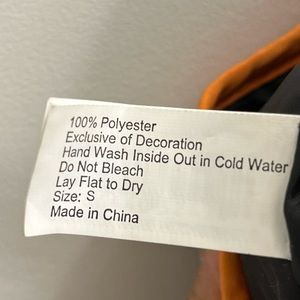 100% Polyester
Exclusive of Decoration
Hand Wash Inside Out in Cold Water
Do Not Bleach
Lay Flat to Dry
Size: S
Made in China